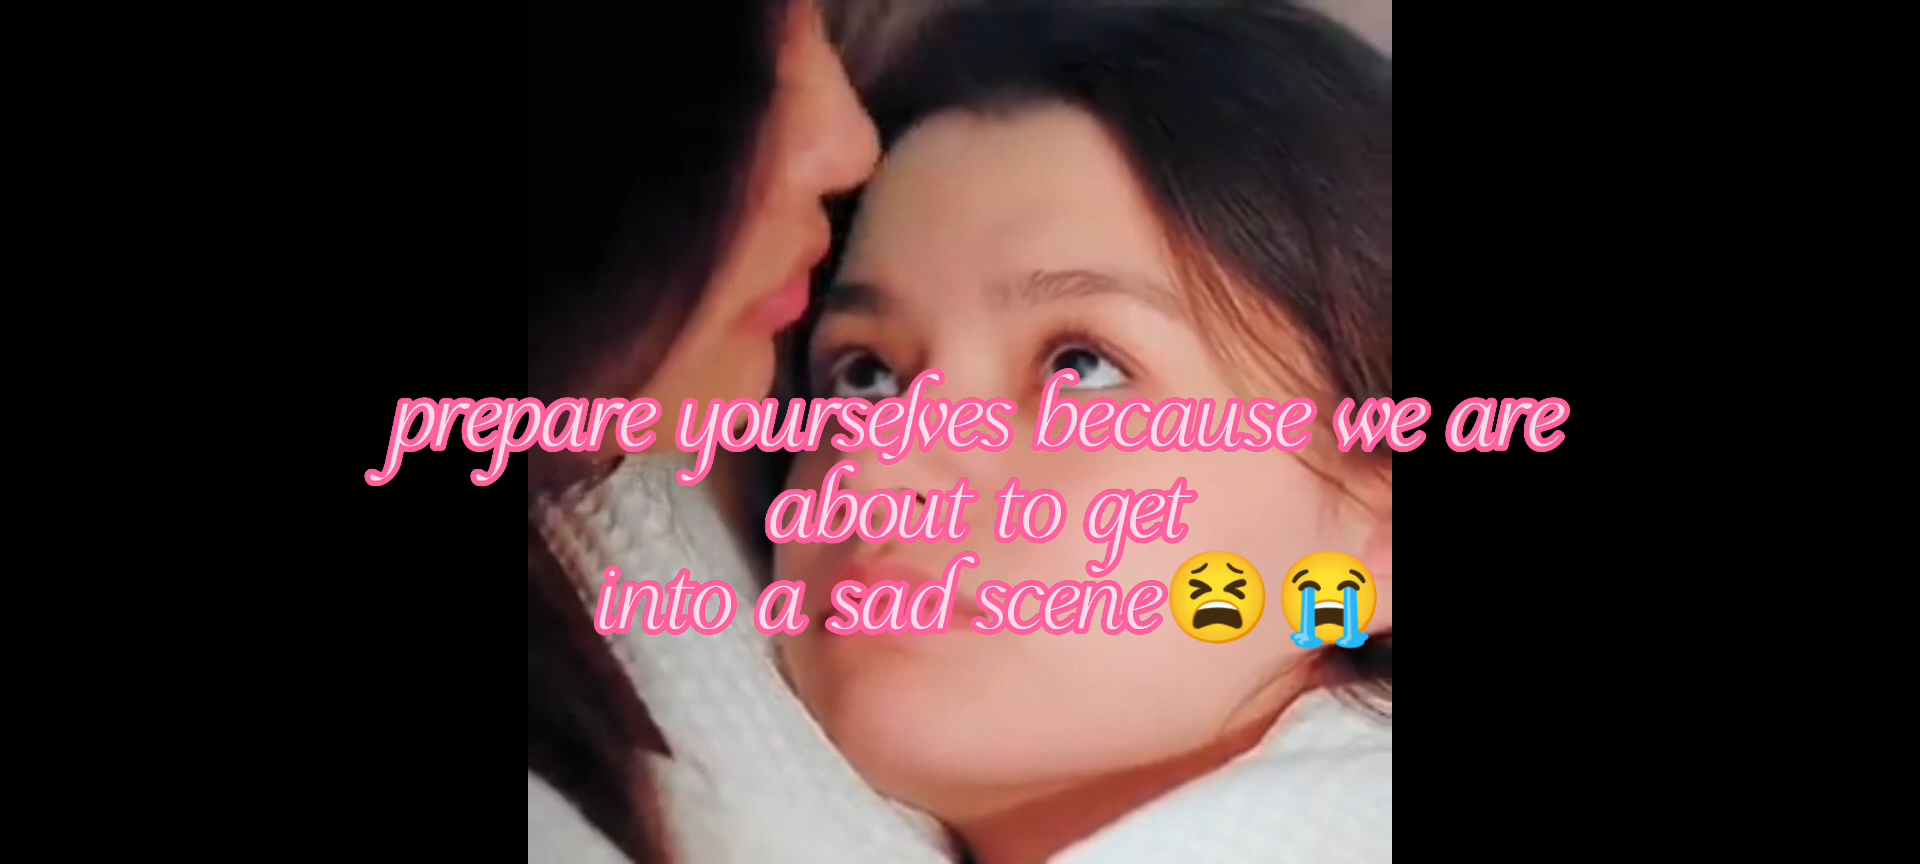 prepare yourselves because we are
about to get
into a sad scene😫😭